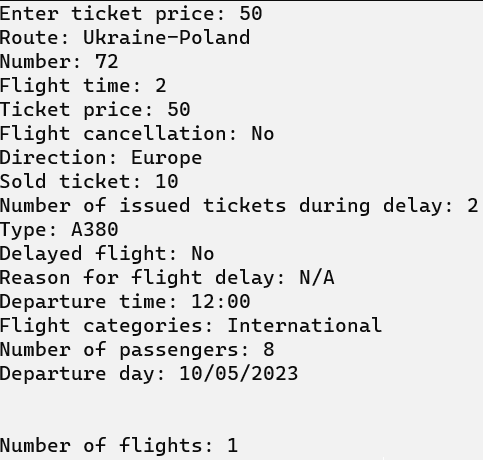 Enter ticket price: 50
Route: Ukraine-Poland
Number: 72
Flight time: 2
Ticket price: 50
Flight cancellation: No
Direction: Europe
Sold ticket: 10
Number of issued tickets during delay: 2
Type: A380
Delayed flight: No
Reason for flight delay: N/A
Departure time: 12:00
Flight categories: International
Number of passengers: 8
Departure day: 10/05/2023
Number of flights: 1